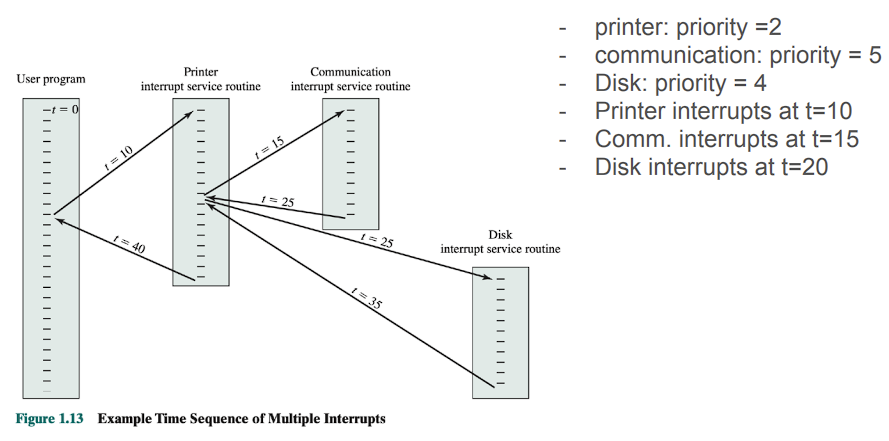 - printer: priority =2
- communication: priority = 5
- Disk: priority = 4
- Printer interrupts at t=10
- Comm. interrupts at t=15
- Disk interrupts at t=20
User program
Printer
interrupt service routine
Communication
interrupt service routine
t = 0
t = 10
t = 15
t = 25
t = 25
t = 40
t = 35
Disk
interrupt service routine
Figure 1.13 Example Time Sequence of Multiple Interrupts